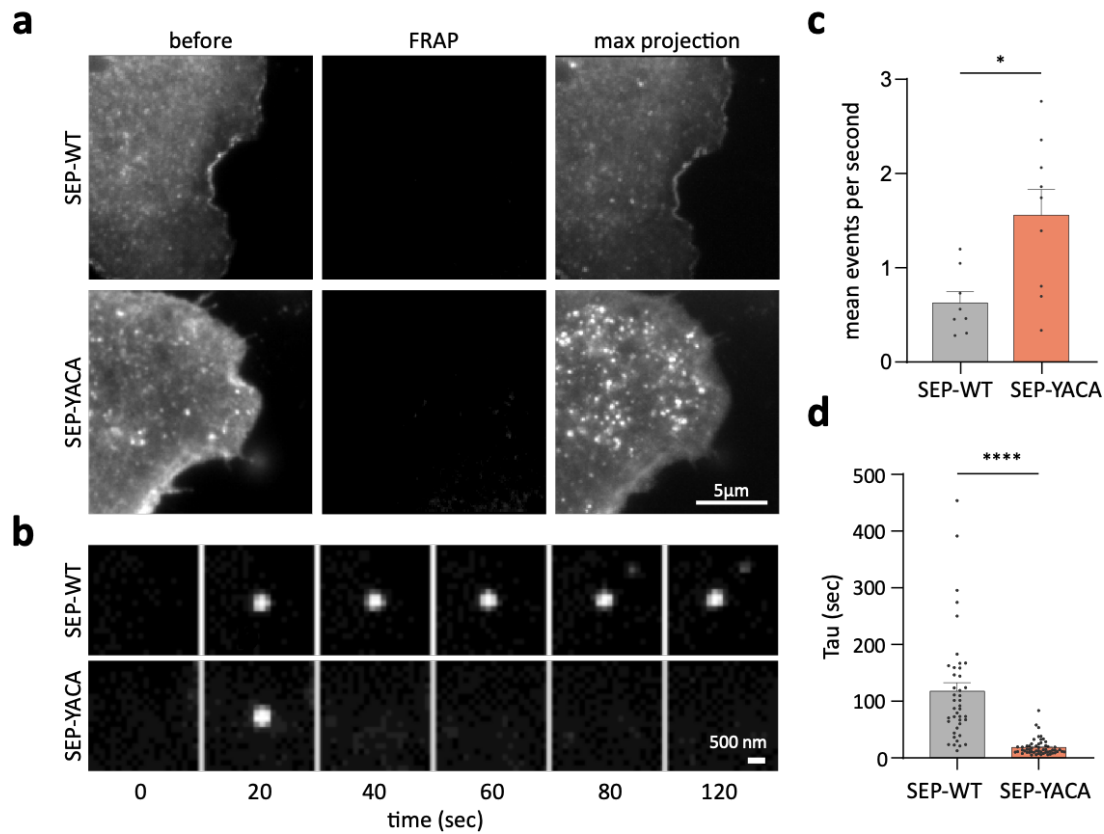 a
before FRAP max projection
SEP-WT
SEP-YACA
5μm
b
SEP-WT
SEP-YACA
500 nm
0 20 40 60 80 120
time (sec)
c
*
mean events per second
3
2
1
0
SEP-WT SEP-YACA
d
****
Tau (sec)
500
400
300
200
100
0
SEP-WT SEP-YACA